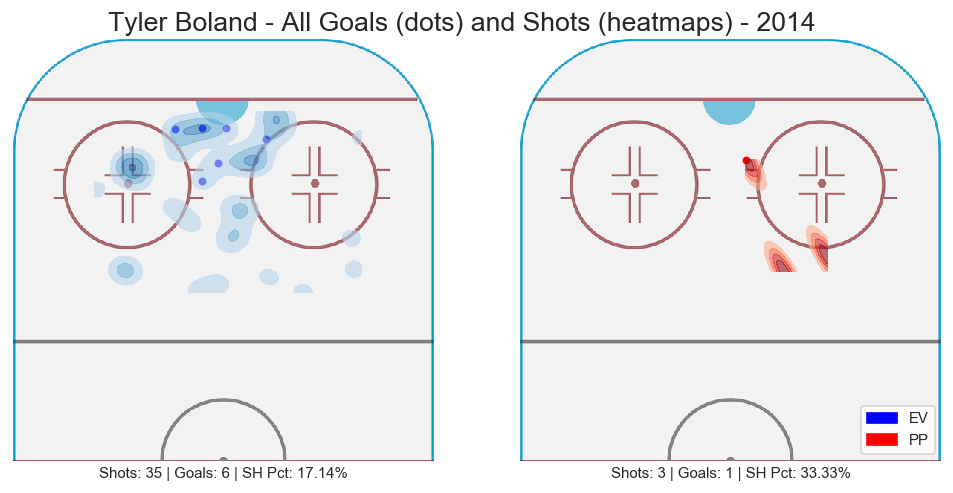 Tyler Boland - All Goals (dots) and Shots (heatmaps) - 2014
EV
PP
Shots: 35 | Goals: 6 | SH Pct: 17.14%
Shots: 3 | Goals: 1 | SH Pct: 33.33%